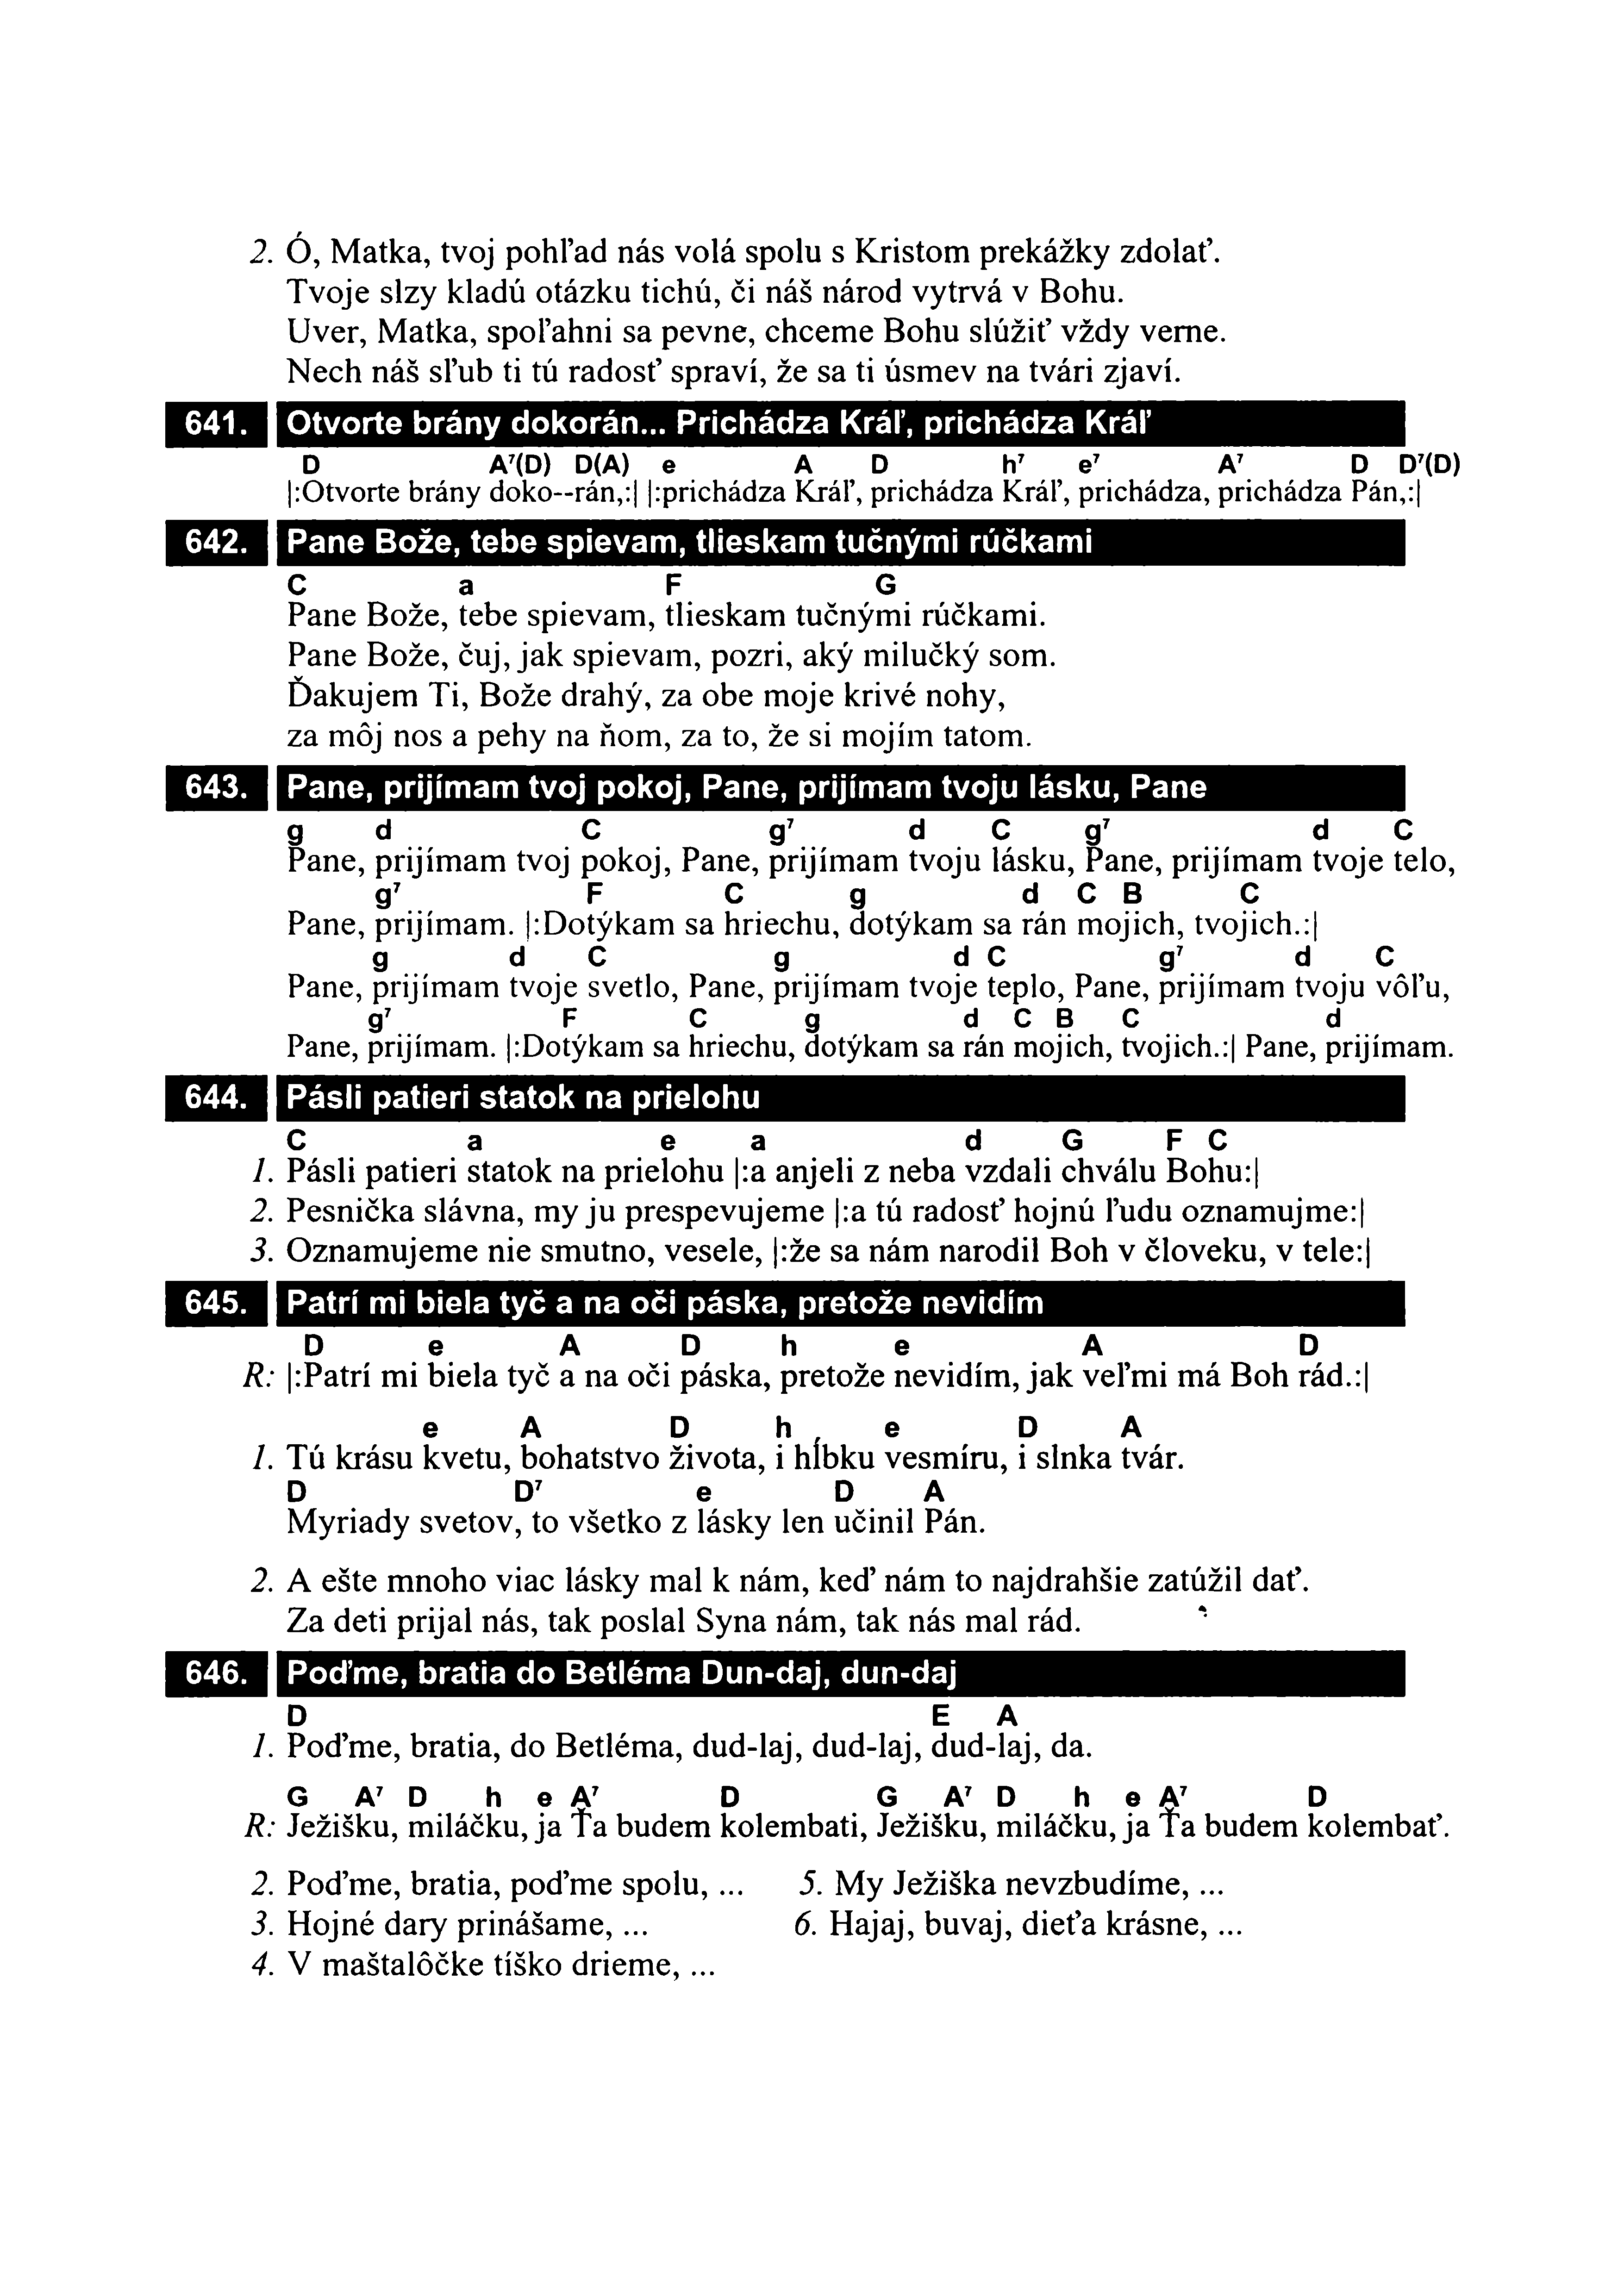 2. Ó, Matka, tvoj pohľad nás volá spolu s Kristom prekážky zdolať.
Tvoje slzy kladú otázku tichú, či náš národ vytrvá v Bohu.
Uver, Matka, spoľahni sa pevne, chceme Bohu slúžiť vždy verne.
Nech náš sľub ti tú radosť spraví, že sa ti úsmev na tvári zjaví.
641. Otvorte brány dokorán... Prichádza Kráľ, prichádza Kráľ
D A⁷(D) D(A) e A D h⁷ e⁷ A⁷ D D⁷(D)
|:Otvorte brány doko--rán,:| |:prichádza Kráľ, prichádza Kráľ, prichádza, prichádza Pán,:|
642. Pane Bože, tebe spievam, tlieskam tučnými rúčkami
C a F G
Pane Bože, tebe spievam, tlieskam tučnými rúčkami.
Pane Bože, čuj, jak spievam, pozri, aký milučký som.
Ďakujem Ti, Bože drahý, za obe moje krivé nohy,
za môj nos a pehy na ňom, za to, že si mojím tatom.
643. Pane, prijímam tvoj pokoj, Pane, prijímam tvoju lásku, Pane
g d C g⁷ d C g⁷ d C
Pane, prijímam tvoj pokoj, Pane, prijímam tvoju lásku, Pane, prijímam tvoje telo,
g⁷ F C g d C B C
Pane, prijímam. |:Dotýkam sa hriechu, dotýkam sa rán mojich, tvojich.:|
g d C g d C g⁷ d C
Pane, prijímam tvoje svetlo, Pane, prijímam tvoje teplo, Pane, prijímam tvoju vôľu,
g⁷ F C g d C B C d
Pane, prijímam. |:Dotýkam sa hriechu, dotýkam sa rán mojich, tvojich.:| Pane, prijímam.
644. Pásli patieri statok na prielohu
C a e a d G F C
1. Pásli patieri statok na prielohu |:a anjeli z neba vzdali chválu Bohu:|
2. Pesnička slávna, my ju prespevujeme |:a tú radosť hojnú ľudu oznamujme:|
3. Oznamujeme nie smutno, vesele, |:že sa nám narodil Boh v človeku, v tele:|
645. Patrí mi biela tyč a na oči páska, pretože nevidím
D e A D h e A D
R: |:Patrí mi biela tyč a na oči páska, pretože nevidím, jak veľmi má Boh rád.:|
e A D h e D A
1. Tú krásu kvetu, bohatstvo života, i hĺbku vesmíru, i slnka tvár.
D D⁷ e D A
Myriady svetov, to všetko z lásky len učinil Pán.
2. A ešte mnoho viac lásky mal k nám, keď nám to najdrahšie zatúžil dať.
Za deti prijal nás, tak poslal Syna nám, tak nás mal rád.
646. Poďme, bratia do Betléma Dun-daj, dun-daj
D E A
1. Poďme, bratia, do Betléma, dud-laj, dud-laj, dud-laj, da.
G A⁷ D h e A⁷ D G A⁷ D h e A⁷ D
R: Ježišku, miláčku, ja Ťa budem kolembati, Ježišku, miláčku, ja Ťa budem kolembať.
2. Poďme, bratia, poďme spolu, ...
3. Hojné dary prinášame, ...
4. V maštalôčke tíško drieme, ...
5. My Ježiška nevzbudíme, ...
6. Hajaj, buvaj, dieťa krásne, ...